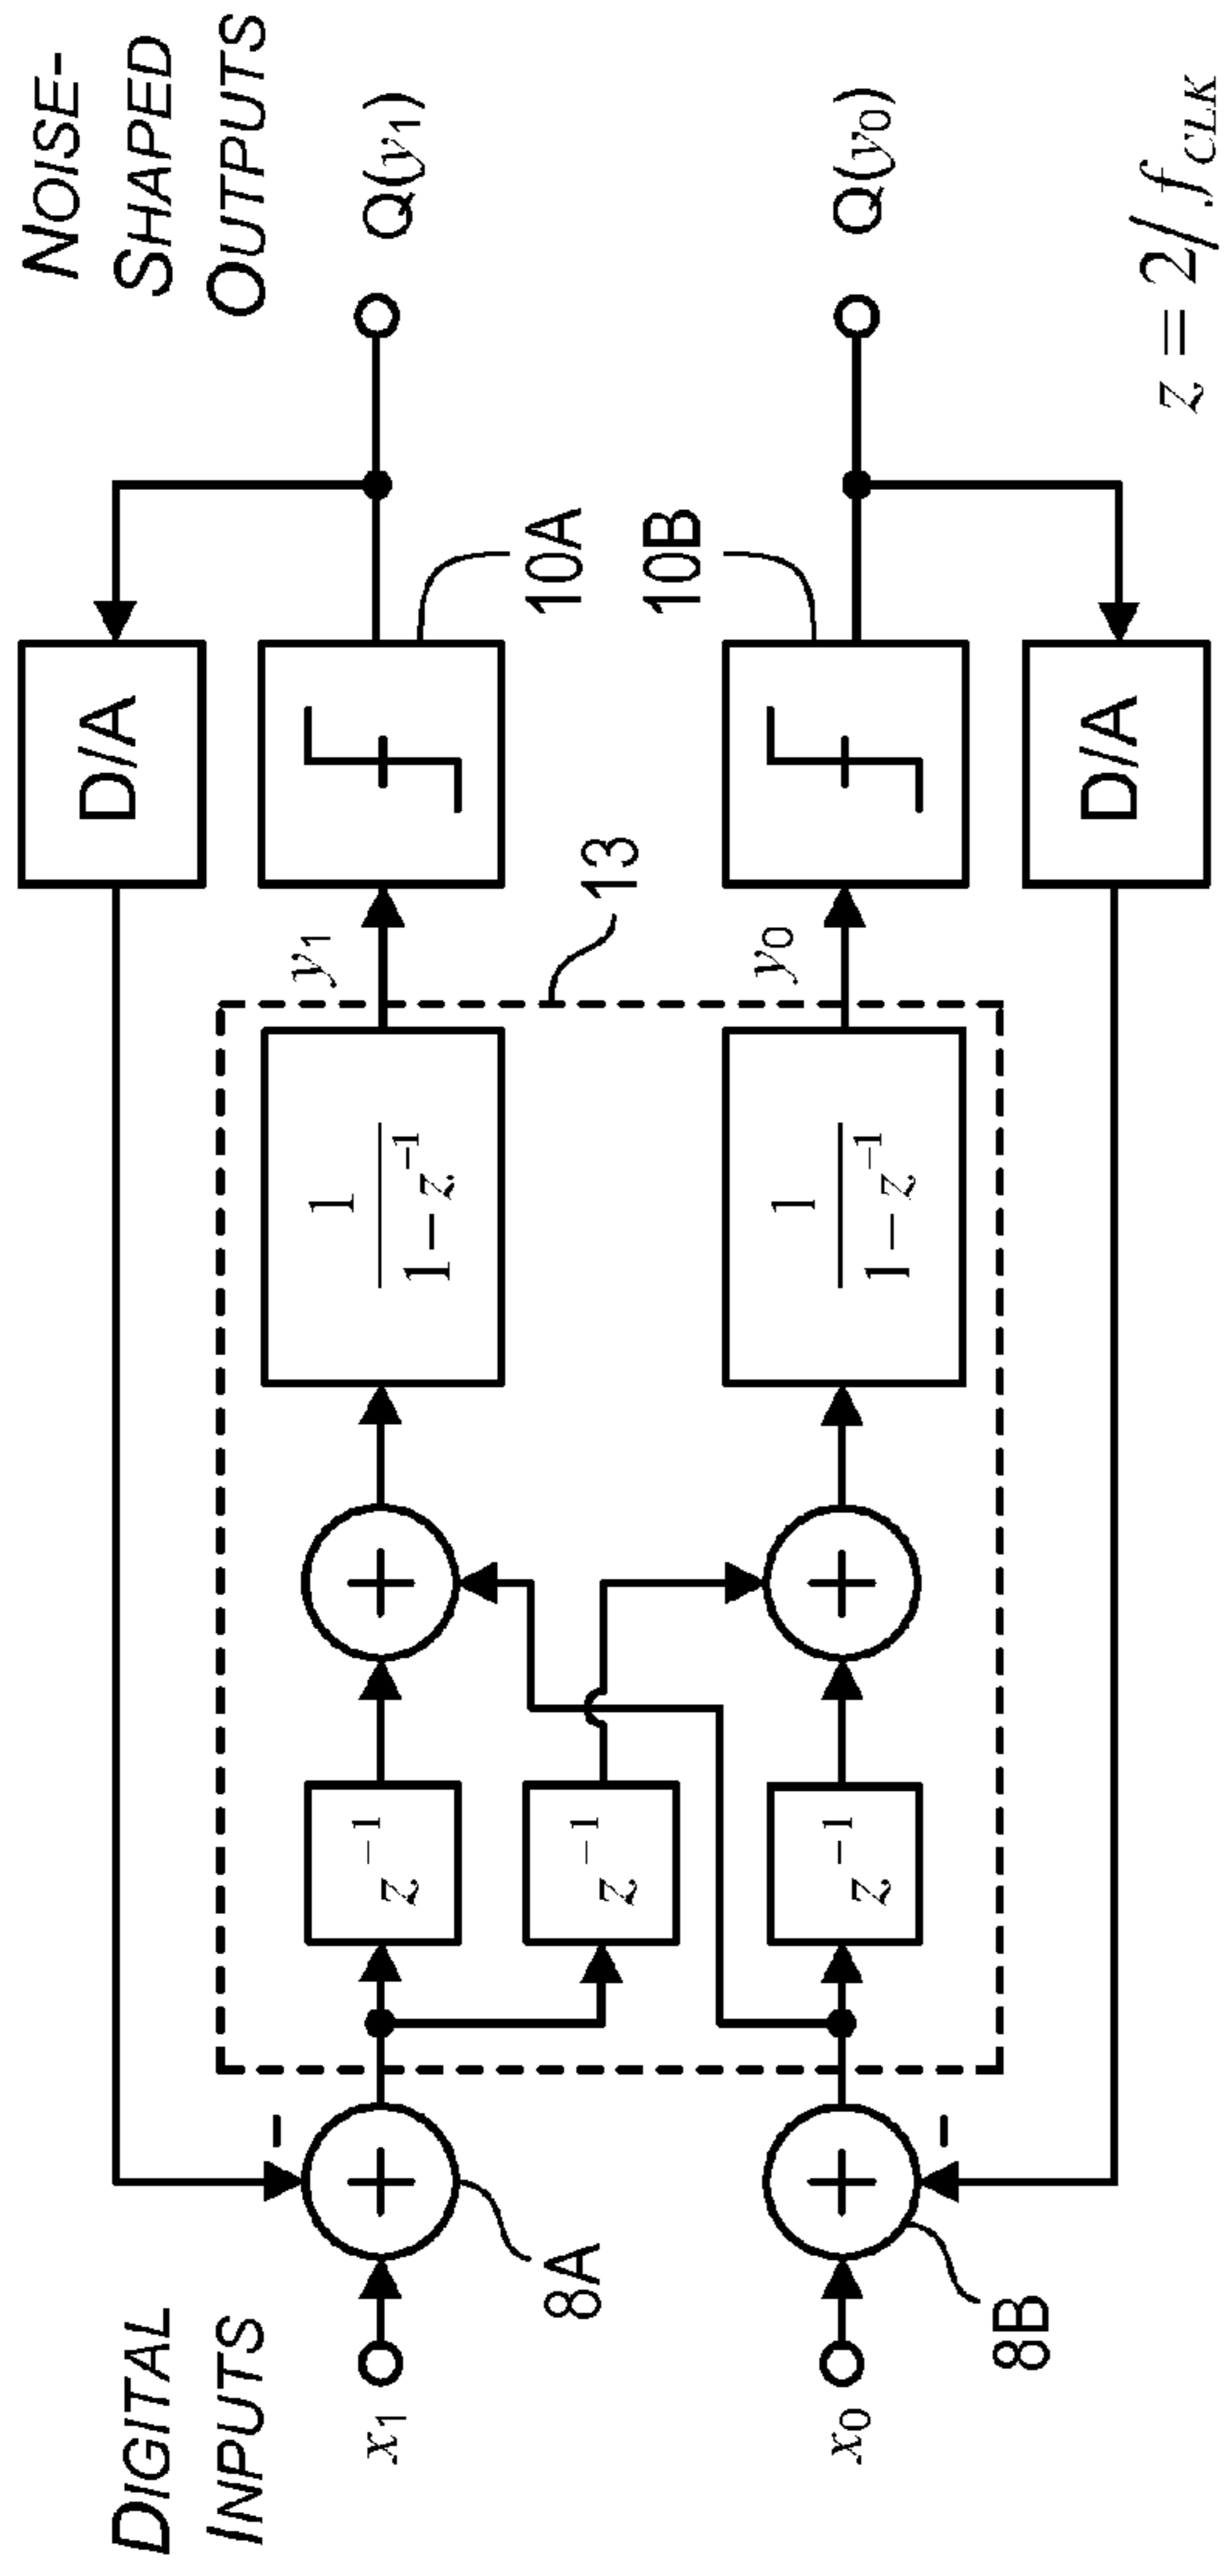 DIGITAL
INPUTS
NOISE-
SHAPED
OUTPUTS
D/A
x₁
+
−
8A
z⁻¹
+
1
1−z⁻¹
y₁
10A
Q(y₁)
z⁻¹
13
x₀
+
−
8B
z⁻¹
+
1
1−z⁻¹
y₀
10B
Q(y₀)
D/A
z = 2/f_CLK